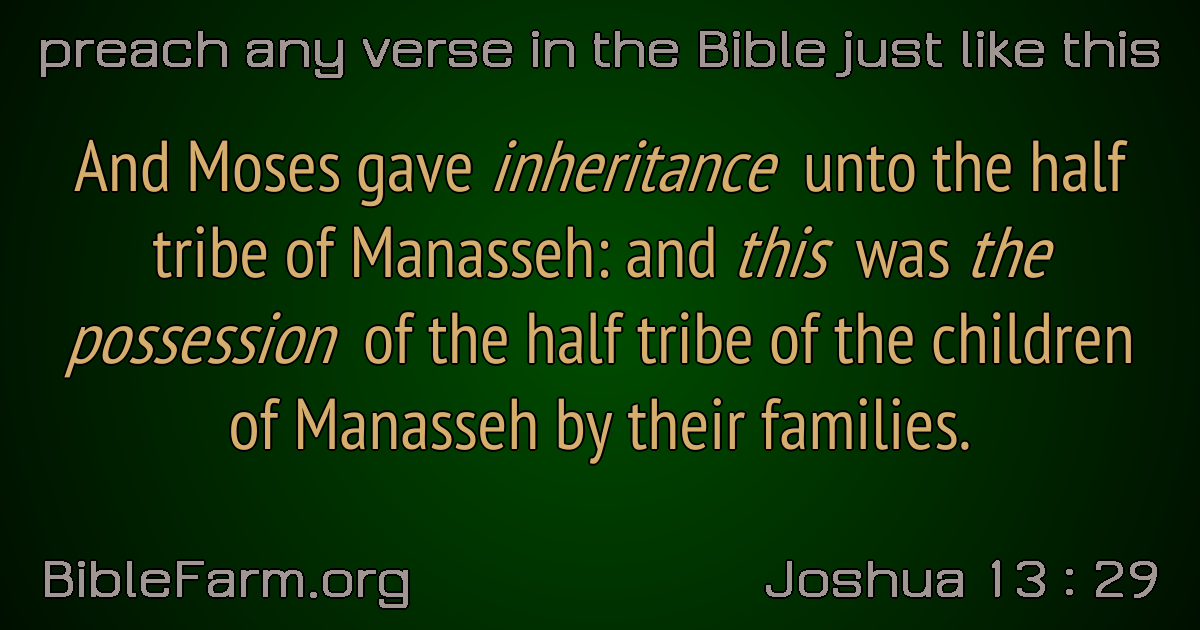 preach any verse in the Bible just like this
And Moses gave inheritance unto the half
tribe of Manasseh: and this was the
possession of the half tribe of the children
of Manasseh by their families.
BibleFarm.org
Joshua 13 : 29